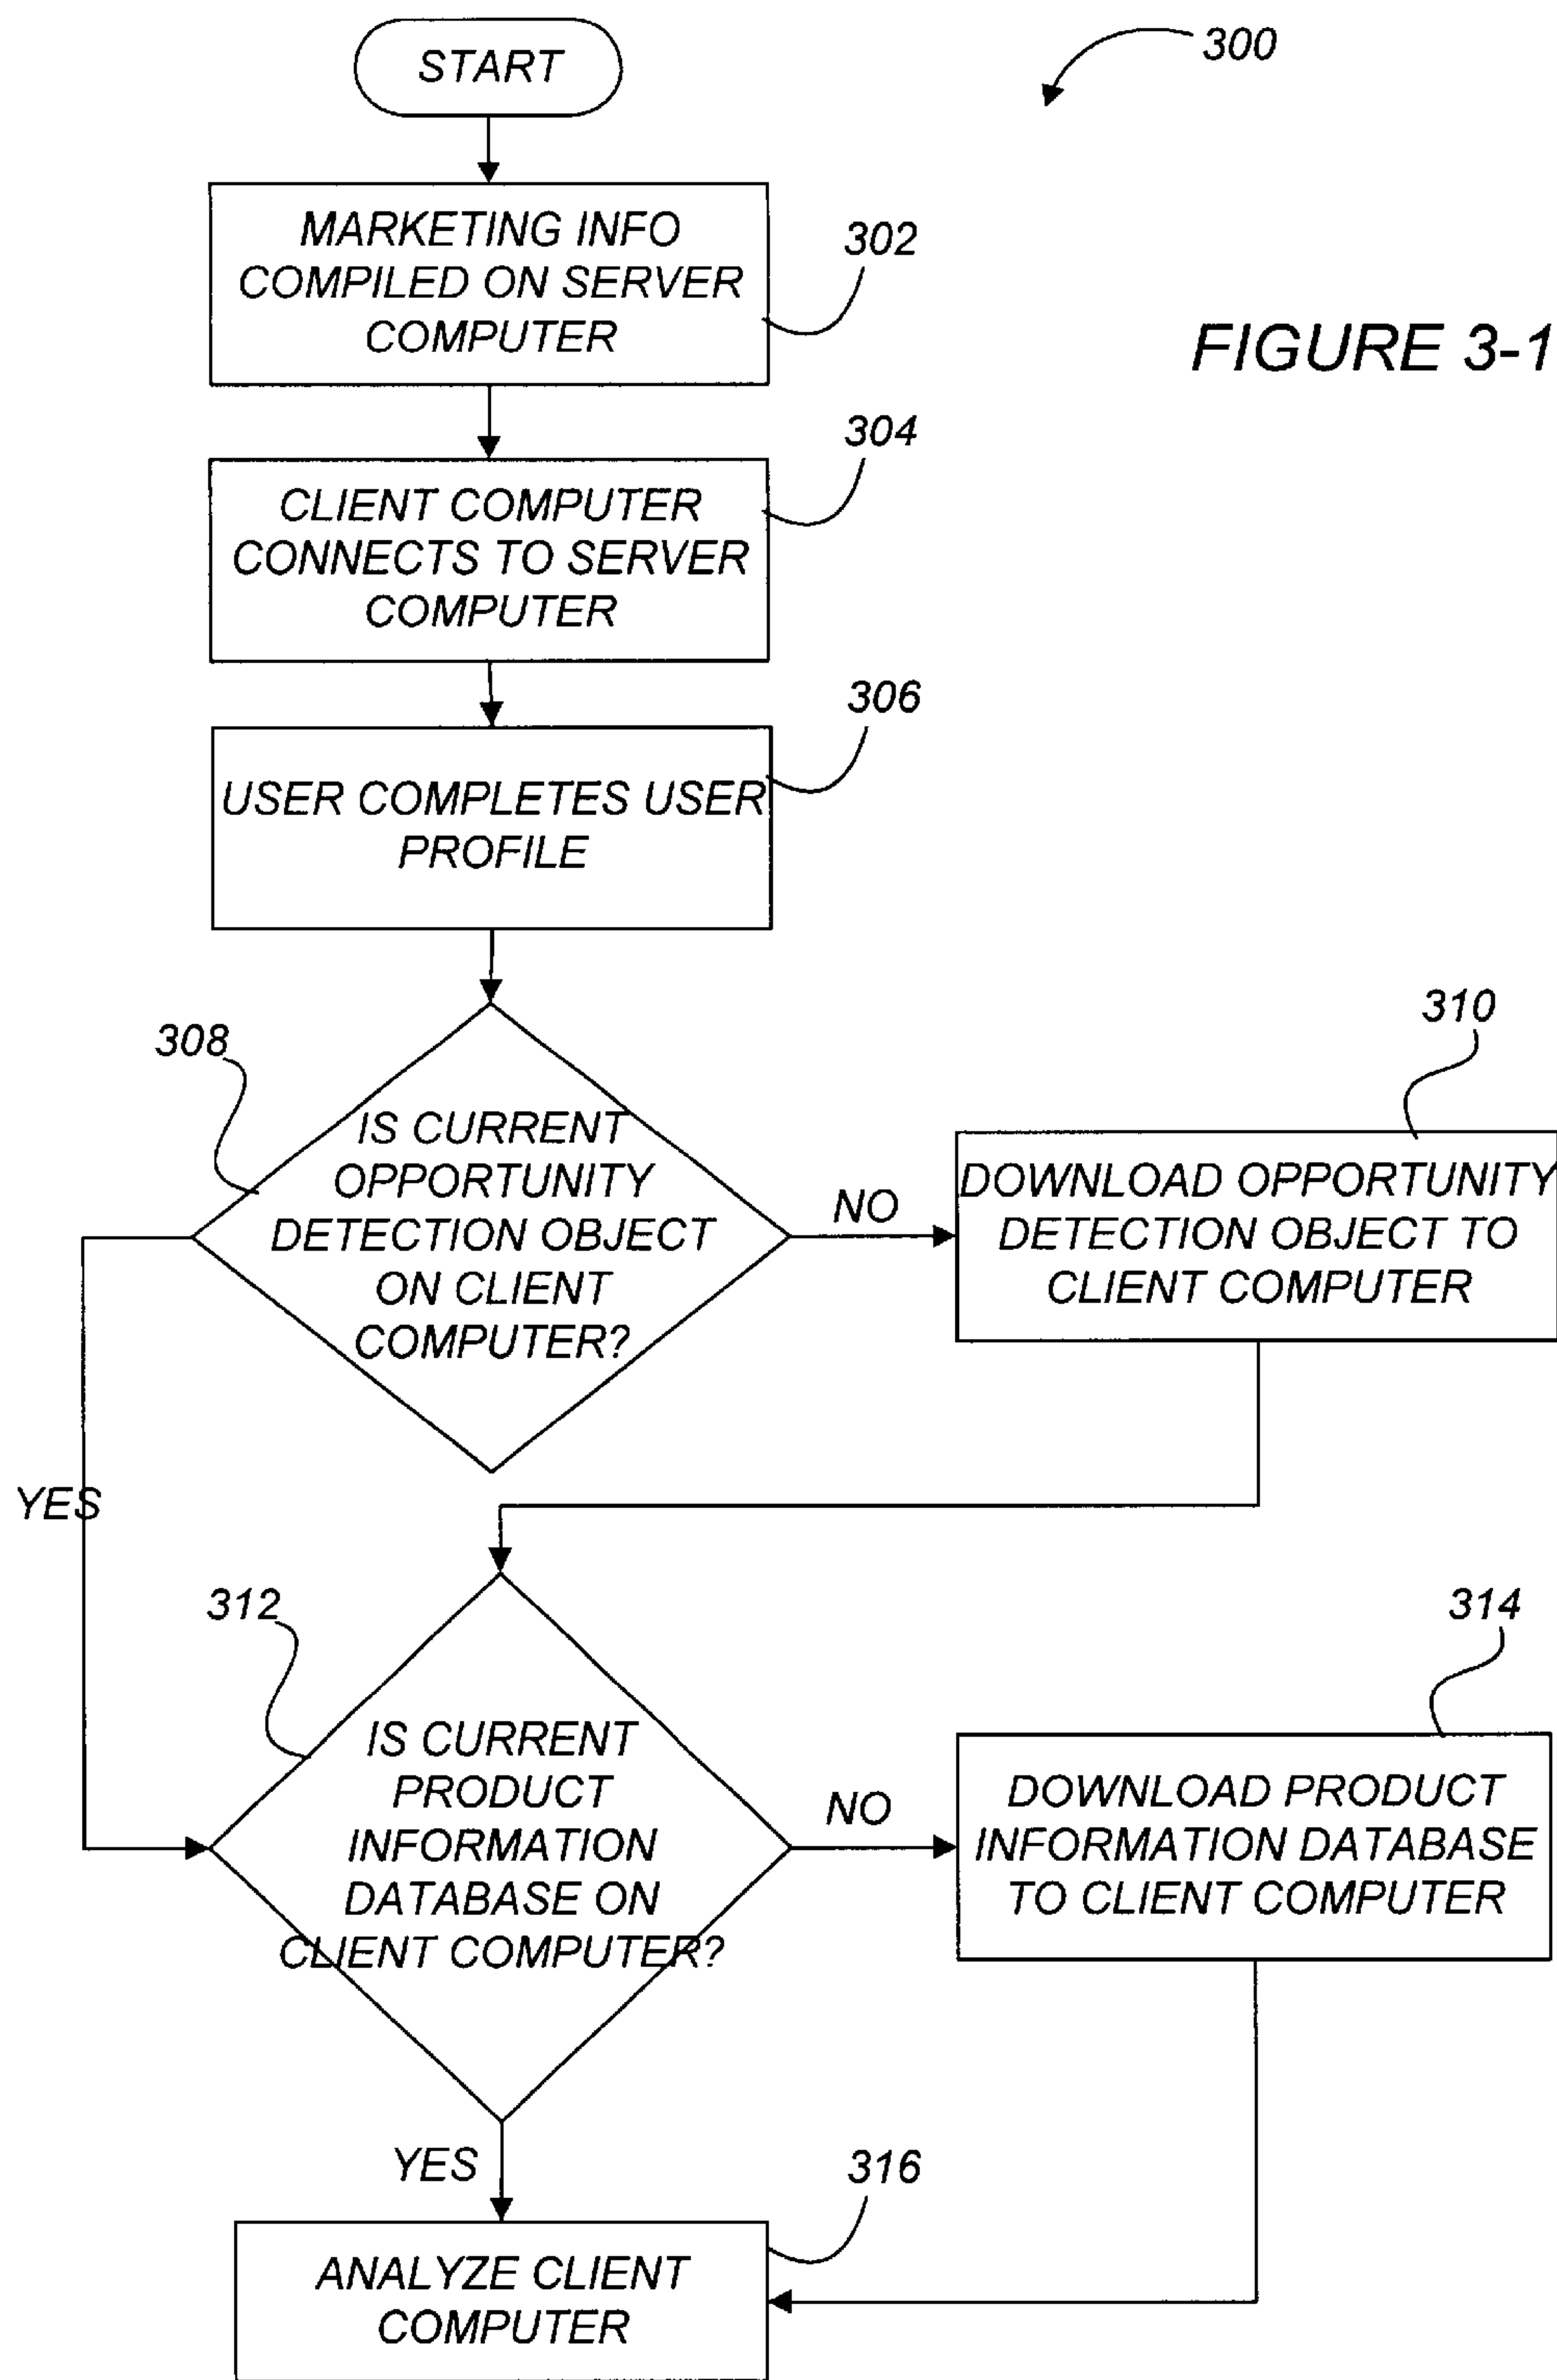 START
300
MARKETING INFO
COMPILED ON SERVER
COMPUTER
302
FIGURE 3-1
304
CLIENT COMPUTER
CONNECTS TO SERVER
COMPUTER
306
USER COMPLETES USER
PROFILE
308
IS CURRENT
OPPORTUNITY
DETECTION OBJECT
ON CLIENT
COMPUTER?
NO
310
DOWNLOAD OPPORTUNITY
DETECTION OBJECT TO
CLIENT COMPUTER
YES
312
IS CURRENT
PRODUCT
INFORMATION
DATABASE ON
CLIENT COMPUTER?
NO
314
DOWNLOAD PRODUCT
INFORMATION DATABASE
TO CLIENT COMPUTER
YES
316
ANALYZE CLIENT
COMPUTER